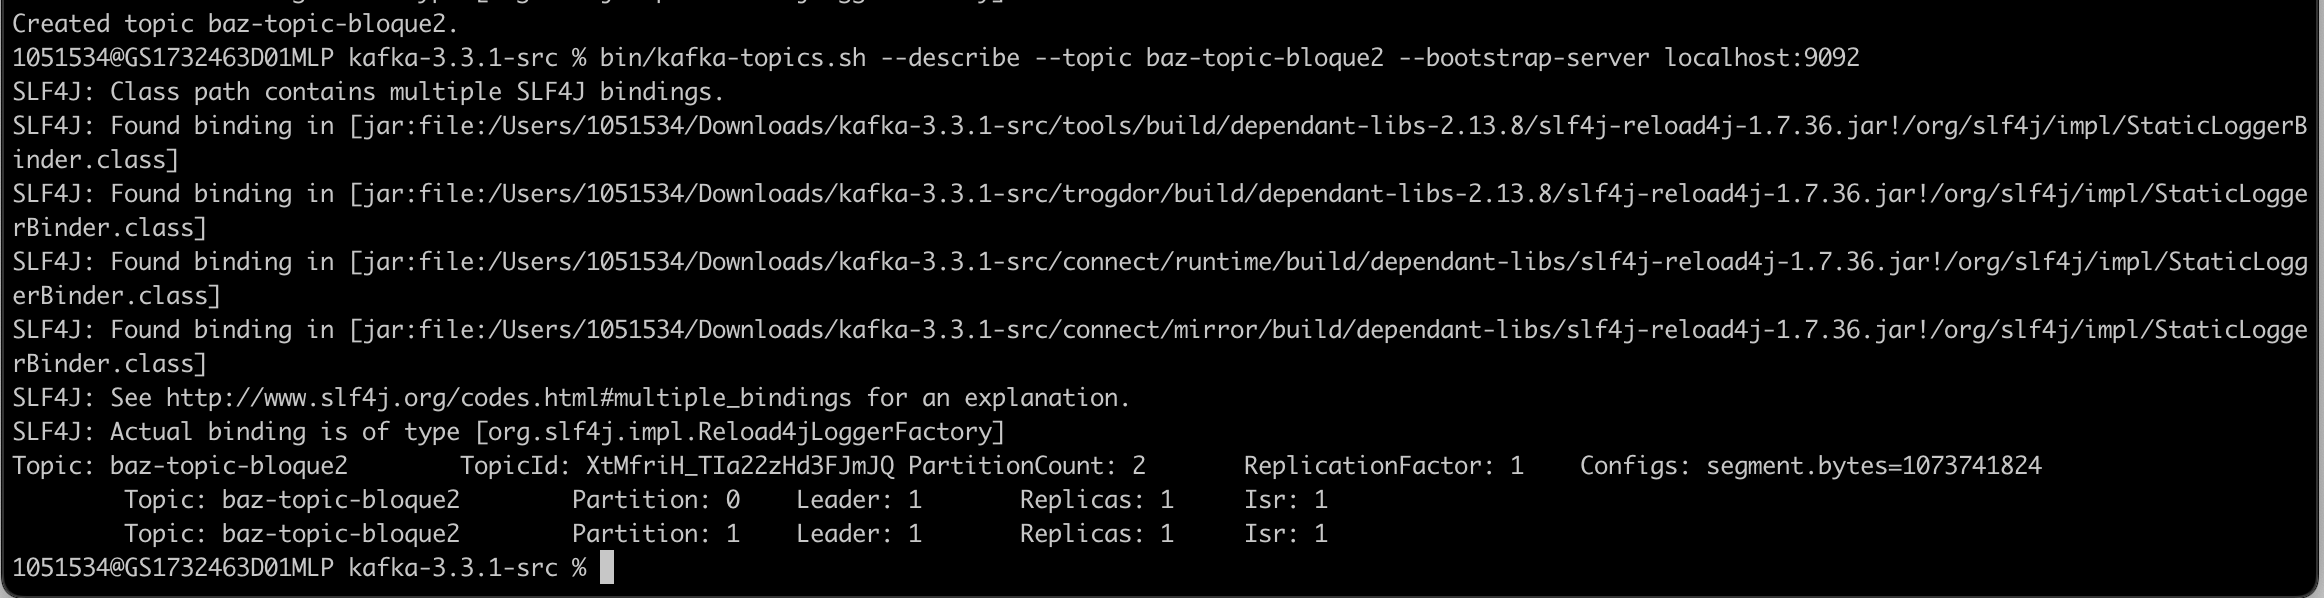 Created topic baz-topic-bloque2.
1051534@GS1732463D01MLP kafka-3.3.1-src % bin/kafka-topics.sh --describe --topic baz-topic-bloque2 --bootstrap-server localhost:9092
SLF4J: Class path contains multiple SLF4J bindings.
SLF4J: Found binding in [jar:file:/Users/1051534/Downloads/kafka-3.3.1-src/tools/build/dependant-libs-2.13.8/slf4j-reload4j-1.7.36.jar!/org/slf4j/impl/StaticLoggerB
inder.class]
SLF4J: Found binding in [jar:file:/Users/1051534/Downloads/kafka-3.3.1-src/trogdor/build/dependant-libs-2.13.8/slf4j-reload4j-1.7.36.jar!/org/slf4j/impl/StaticLogge
rBinder.class]
SLF4J: Found binding in [jar:file:/Users/1051534/Downloads/kafka-3.3.1-src/connect/runtime/build/dependant-libs/slf4j-reload4j-1.7.36.jar!/org/slf4j/impl/StaticLogg
erBinder.class]
SLF4J: Found binding in [jar:file:/Users/1051534/Downloads/kafka-3.3.1-src/connect/mirror/build/dependant-libs/slf4j-reload4j-1.7.36.jar!/org/slf4j/impl/StaticLogge
rBinder.class]
SLF4J: See http://www.slf4j.org/codes.html#multiple_bindings for an explanation.
SLF4J: Actual binding is of type [org.slf4j.impl.Reload4jLoggerFactory]
Topic: baz-topic-bloque2        TopicId: XtMfriH_TIa22zHd3FJmJQ PartitionCount: 2       ReplicationFactor: 1    Configs: segment.bytes=1073741824
        Topic: baz-topic-bloque2        Partition: 0    Leader: 1       Replicas: 1     Isr: 1
        Topic: baz-topic-bloque2        Partition: 1    Leader: 1       Replicas: 1     Isr: 1
1051534@GS1732463D01MLP kafka-3.3.1-src %